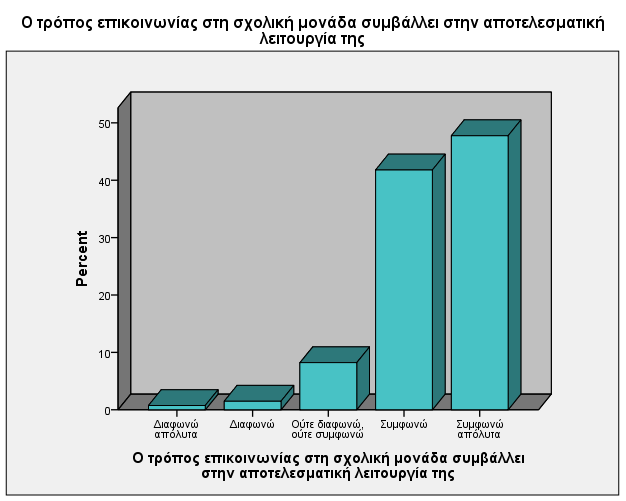 Ο τρόπος επικοινωνίας στη σχολική μονάδα συμβάλλει στην αποτελεσματική
λειτουργία της
50
40
30
20
10
0
Percent
Διαφωνώ
απόλυτα
Διαφωνώ
Ούτε διαφωνώ,
ούτε συμφωνώ
Συμφωνώ
Συμφωνώ
απόλυτα
Ο τρόπος επικοινωνίας στη σχολική μονάδα συμβάλλει
στην αποτελεσματική λειτουργία της